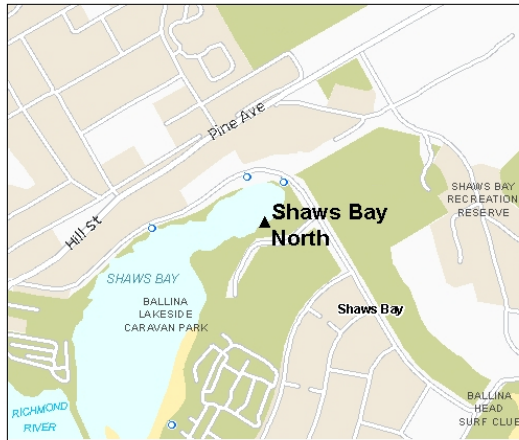 Pine Ave
Hill St
Shaws Bay
North
SHAWS BAY
RECREATION
RESERVE
SHAWS BAY
BALLINA
LAKESIDE
CARAVAN PARK
Shaws Bay
RICHMOND
RIVER
BALLINA
HEAD
SURF CLUB